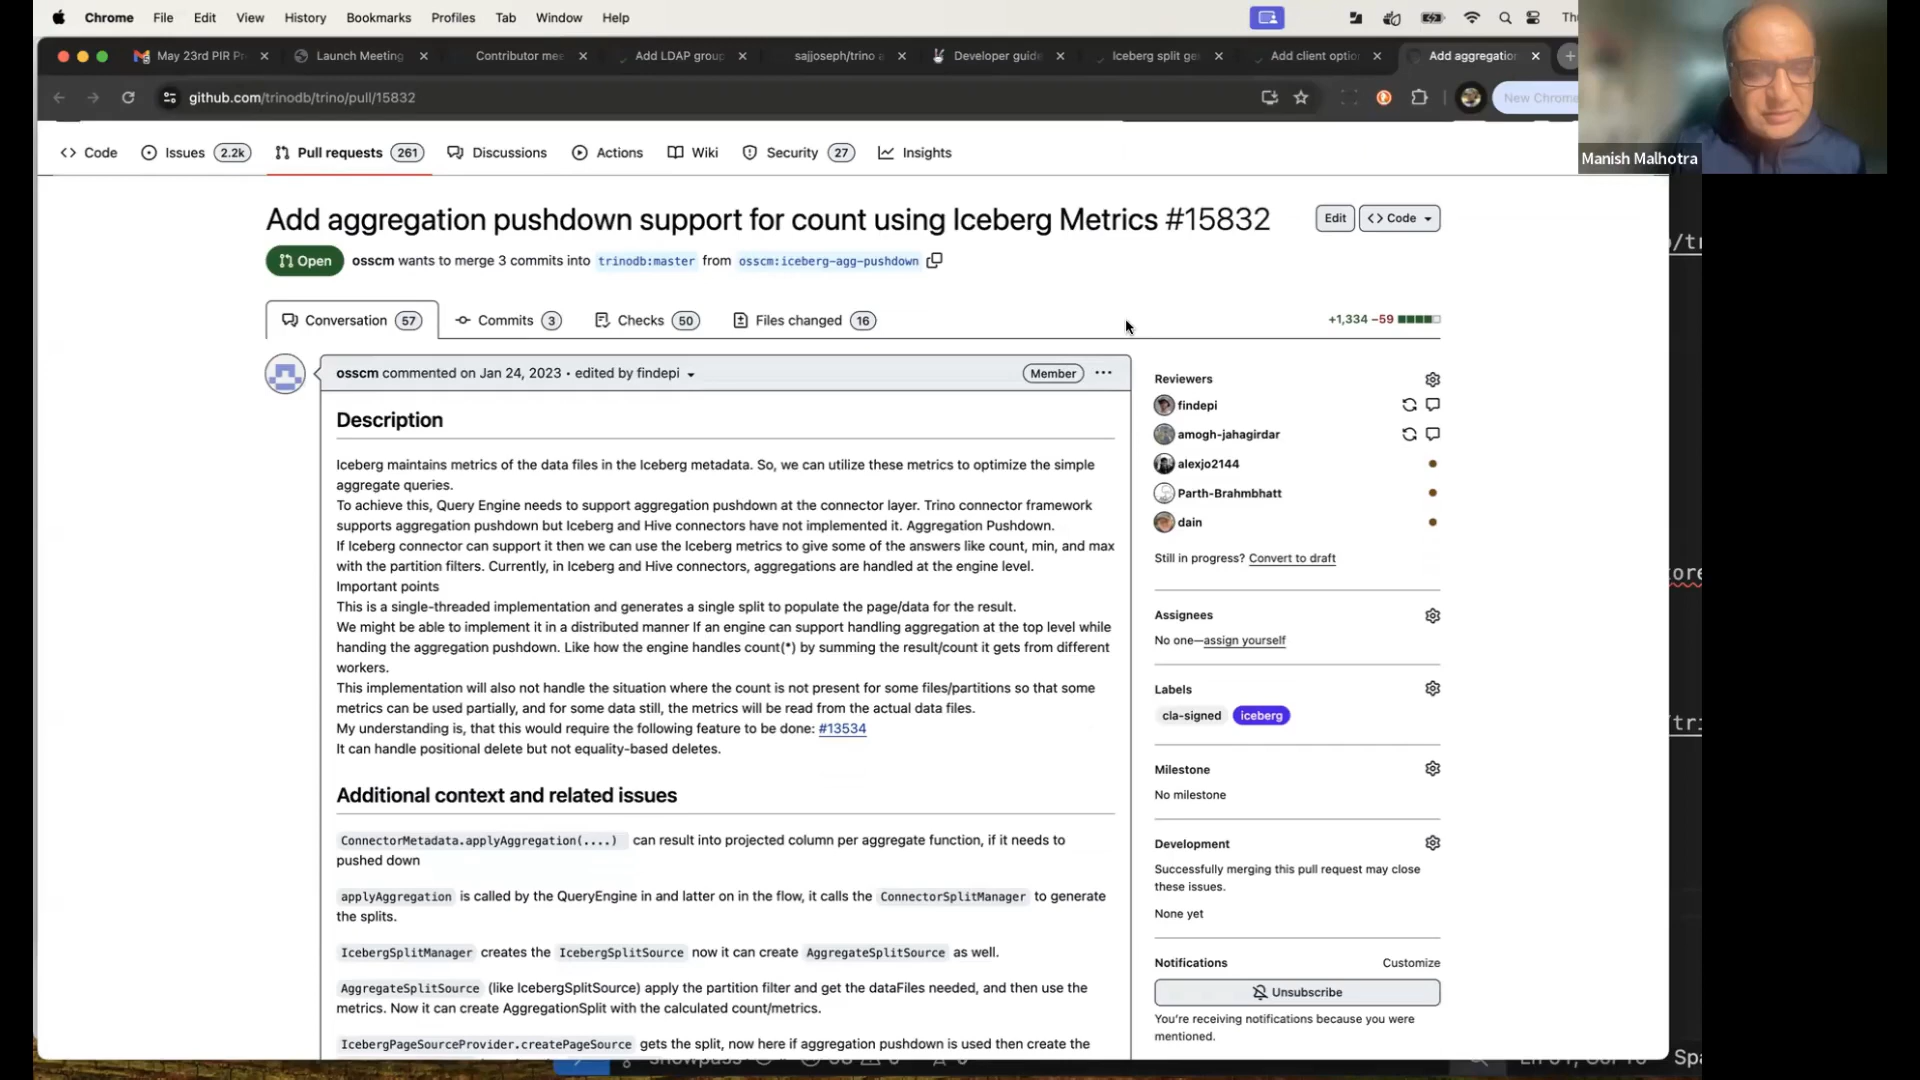 Chrome File Edit View History Bookmarks Profiles Tab Window Help
May 23rd PIR Pr Launch Meeting Contributor mee Add LDAP group sajjoseph/trino a Developer guide Iceberg split ge Add client optio Add aggregation
github.com/trinodb/trino/pull/15832 New Chrome
Code Issues 2.2k Pull requests 261 Discussions Actions Wiki Security 27 Insights
Manish Malhotra
Add aggregation pushdown support for count using Iceberg Metrics #15832
Edit Code
Open osscm wants to merge 3 commits into trinodb:master from osscm:iceberg-agg-pushdown
Conversation 57 Commits 3 Checks 50 Files changed 16 +1,334 −59
osscm commented on Jan 24, 2023 • edited by findepi Member
Description
Iceberg maintains metrics of the data files in the Iceberg metadata. So, we can utilize these metrics to optimize the simple
aggregate queries.
To achieve this, Query Engine needs to support aggregation pushdown at the connector layer. Trino connector framework
supports aggregation pushdown but Iceberg and Hive connectors have not implemented it. Aggregation Pushdown.
If Iceberg connector can support it then we can use the Iceberg metrics to give some of the answers like count, min, and max
with the partition filters. Currently, in Iceberg and Hive connectors, aggregations are handled at the engine level.
Important points
This is a single-threaded implementation and generates a single split to populate the page/data for the result.
We might be able to implement it in a distributed manner If an engine can support handling aggregation at the top level while
handing the aggregation pushdown. Like how the engine handles count(*) by summing the result/count it gets from different
workers.
This implementation will also not handle the situation where the count is not present for some files/partitions so that some
metrics can be used partially, and for some data still, the metrics will be read from the actual data files.
My understanding is, that this would require the following feature to be done: #13534
It can handle positional delete but not equality-based deletes.
Additional context and related issues
ConnectorMetadata.applyAggregation(....) can result into projected column per aggregate function, if it needs to
pushed down
applyAggregation is called by the QueryEngine in and latter on in the flow, it calls the ConnectorSplitManager to generate
the splits.
IcebergSplitManager creates the IcebergSplitSource now it can create AggregateSplitSource as well.
AggregateSplitSource (like IcebergSplitSource) apply the partition filter and get the dataFiles needed, and then use the
metrics. Now it can create AggregationSplit with the calculated count/metrics.
IcebergPageSourceProvider.createPageSource gets the split, now here if aggregation pushdown is used then create the
Reviewers
findepi
amogh-jahagirdar
alexjo2144
Parth-Brahmbhatt
dain
Still in progress? Convert to draft
Assignees
No one—assign yourself
Labels
cla-signed iceberg
Milestone
No milestone
Development
Successfully merging this pull request may close
these issues.
None yet
Notifications Customize
Unsubscribe
You're receiving notifications because you were
mentioned.